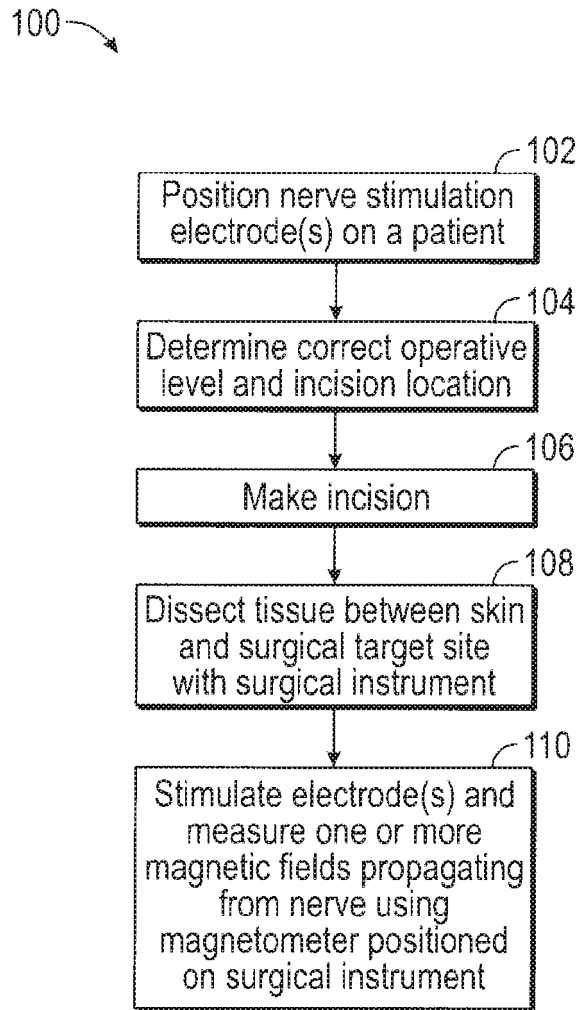 100
102
Position nerve stimulation
electrode(s) on a patient
104
Determine correct operative
level and incision location
106
Make incision
108
Dissect tissue between skin
and surgical target site
with surgical instrument
110
Stimulate electrode(s) and
measure one or more
magnetic fields propagating
from nerve using
magnetometer positioned
on surgical instrument